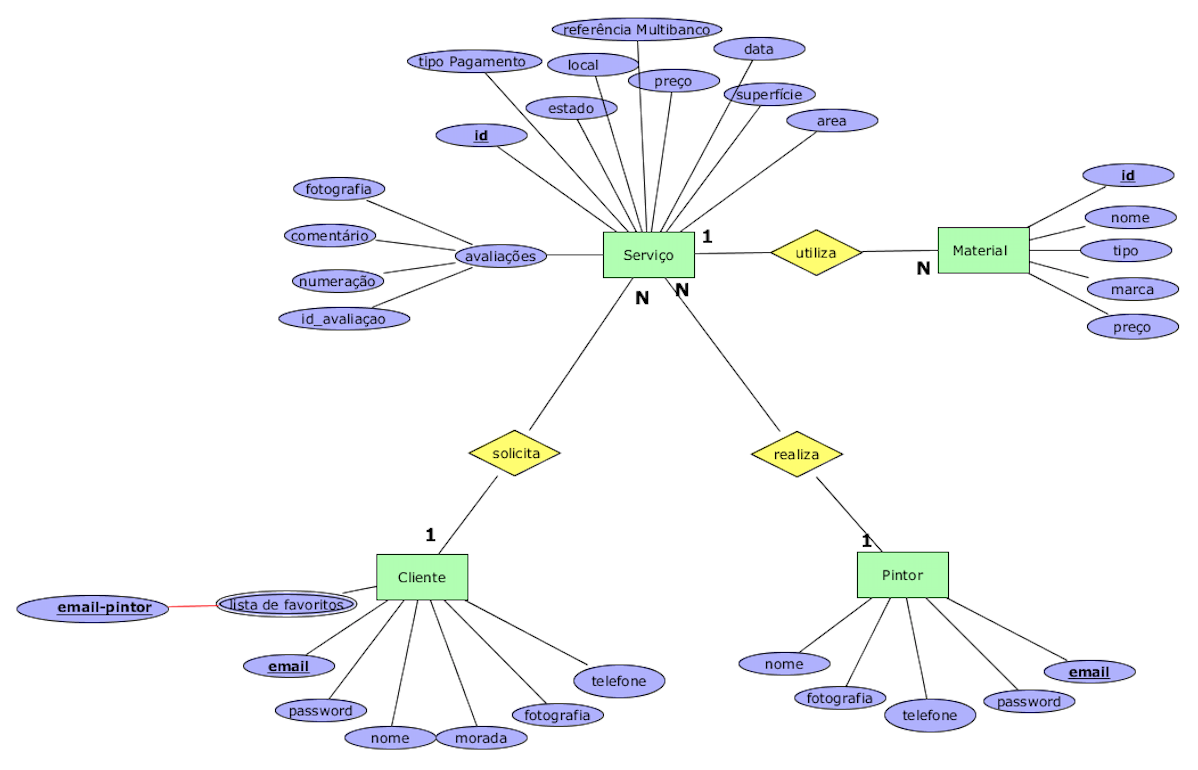 referência Multibanco
data
tipo Pagamento
local
preço
superfície
estado
area
id
id
fotografia
nome
comentário
1
avaliações
Serviço
utiliza
Material
tipo
N
numeração
N
N
marca
id_avaliaçao
preço
solicita
realiza
1
1
Cliente
Pintor
email-pintor
lista de favoritos
email
nome
email
telefone
fotografia
password
password
fotografia
telefone
nome
morada